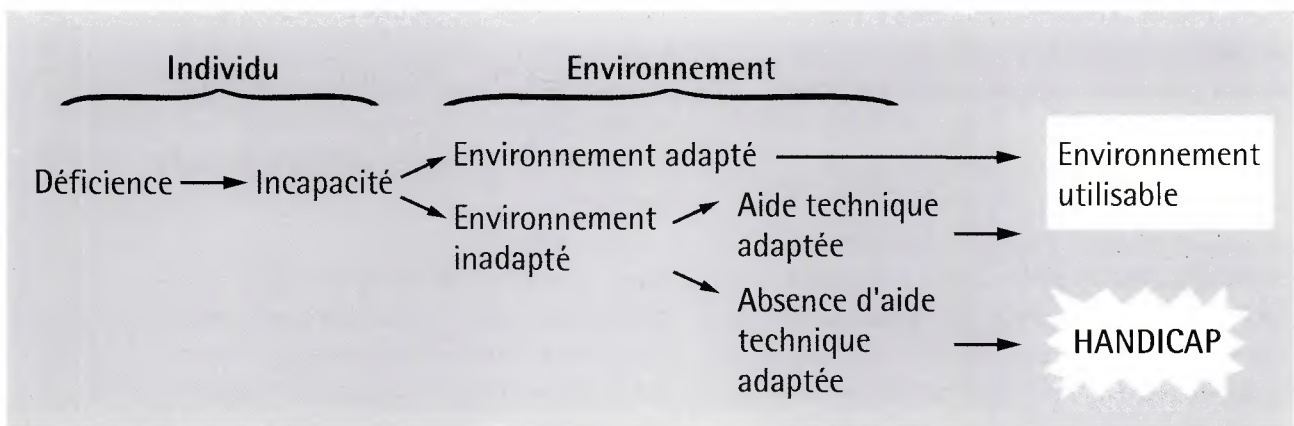 Individu
Environnement
Déficience
Incapacité
Environnement adapté
Environnement
inadapté
Aide technique
adaptée
Absence d'aide
technique
adaptée
Environnement
utilisable
HANDICAP